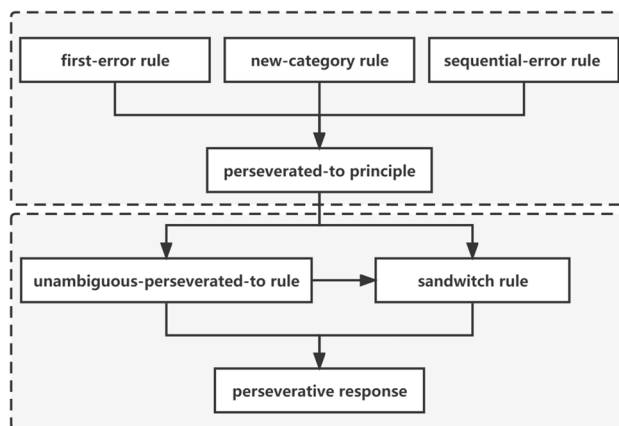 first-error rule
new-category rule
sequential-error rule
perseverated-to principle
unambiguous-perseverated-to rule
sandwitch rule
perseverative response